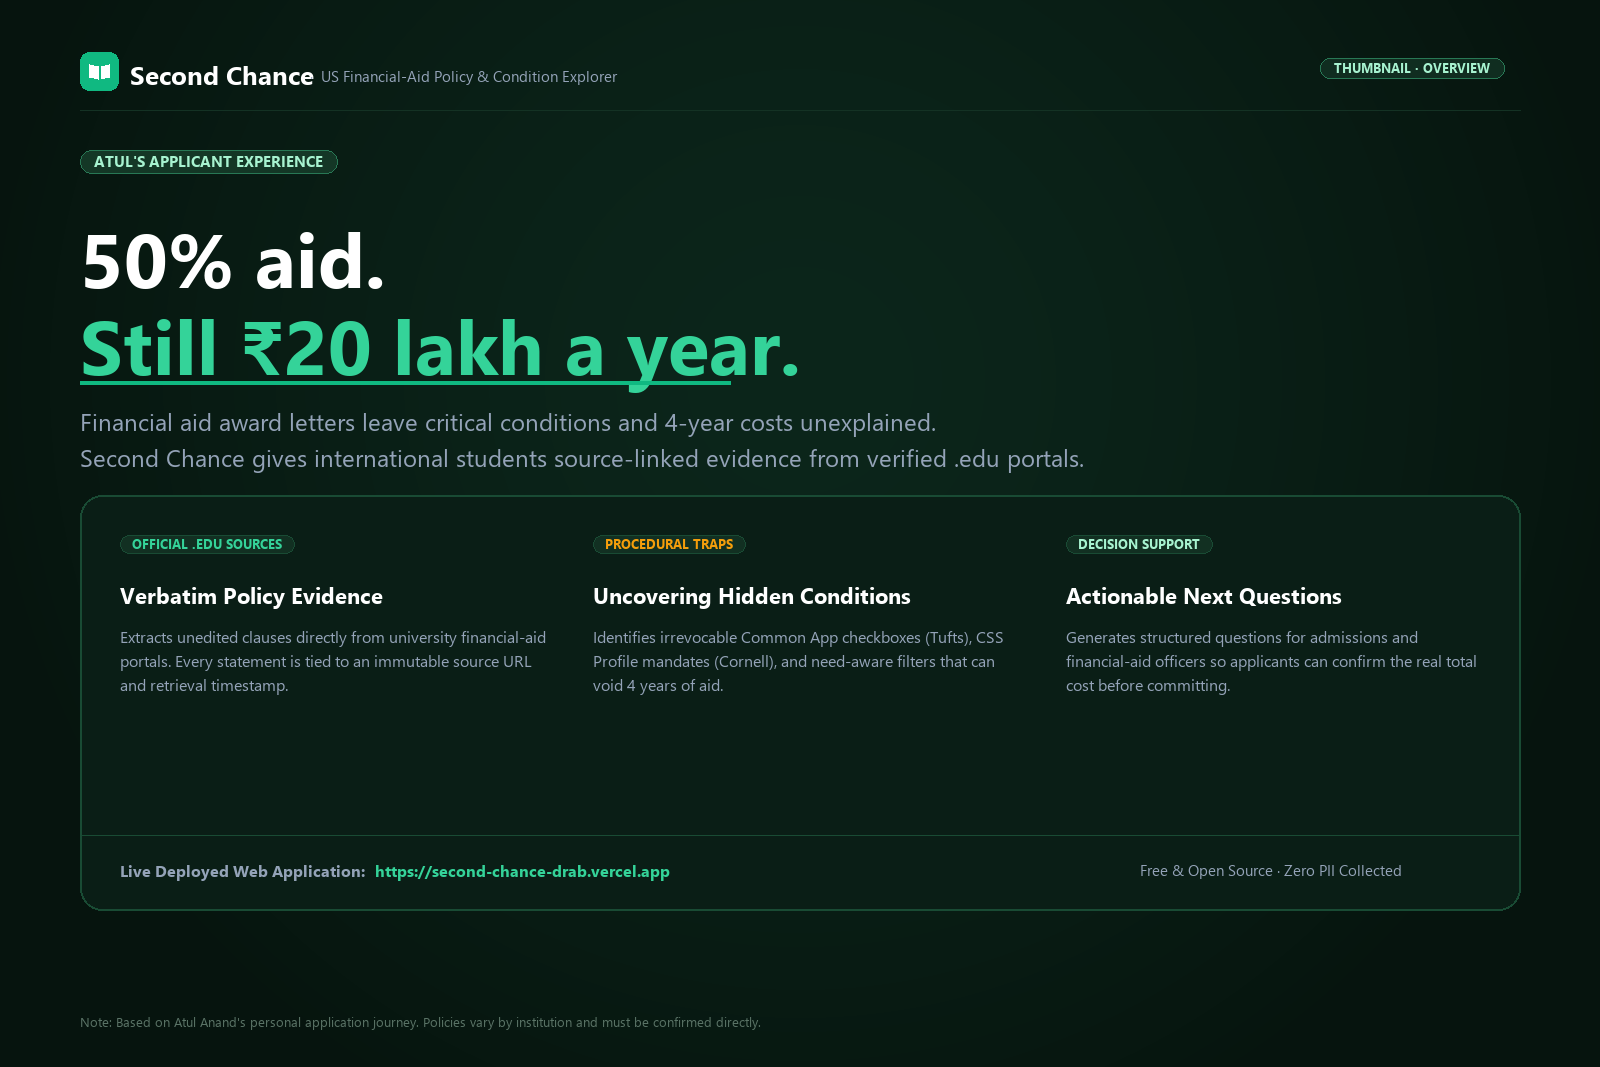 Second Chance US Financial-Aid Policy & Condition Explorer
THUMBNAIL · OVERVIEW
ATUL'S APPLICANT EXPERIENCE
50% aid.
Still ₹20 lakh a year.
Financial aid award letters leave critical conditions and 4-year costs unexplained.
Second Chance gives international students source-linked evidence from verified .edu portals.
OFFICIAL .EDU SOURCES
Verbatim Policy Evidence
Extracts unedited clauses directly from university financial-aid
portals. Every statement is tied to an immutable source URL
and retrieval timestamp.
PROCEDURAL TRAPS
Uncovering Hidden Conditions
Identifies irrevocable Common App checkboxes (Tufts), CSS
Profile mandates (Cornell), and need-aware filters that can
void 4 years of aid.
DECISION SUPPORT
Actionable Next Questions
Generates structured questions for admissions and
financial-aid officers so applicants can confirm the real total
cost before committing.
Live Deployed Web Application: https://second-chance-drab.vercel.app
Free & Open Source · Zero PII Collected
Note: Based on Atul Anand's personal application journey. Policies vary by institution and must be confirmed directly.